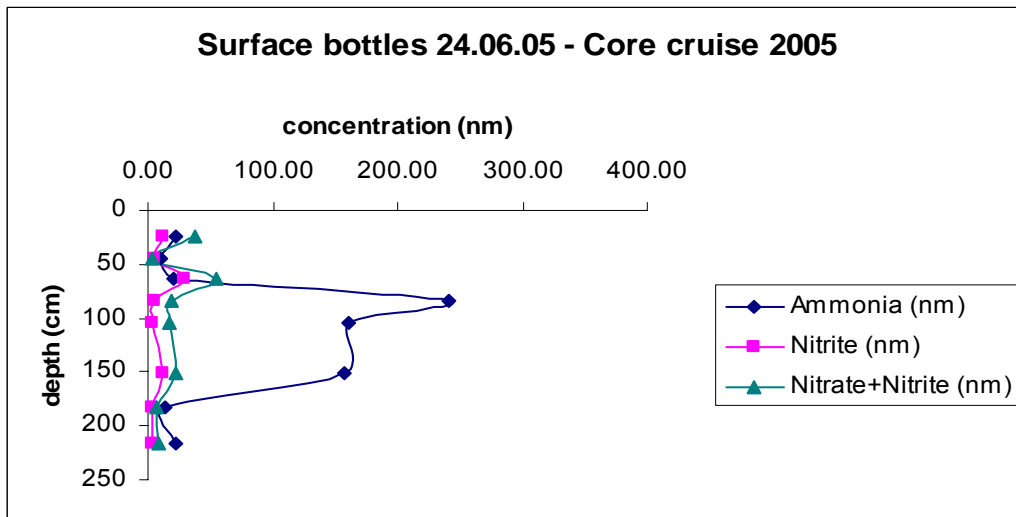 Surface bottles 24.06.05 - Core cruise 2005
concentration (nm)
0.00 100.00 200.00 300.00 400.00
0
50
100
150
200
250
depth (cm)
Ammonia (nm)
Nitrite (nm)
Nitrate+Nitrite (nm)